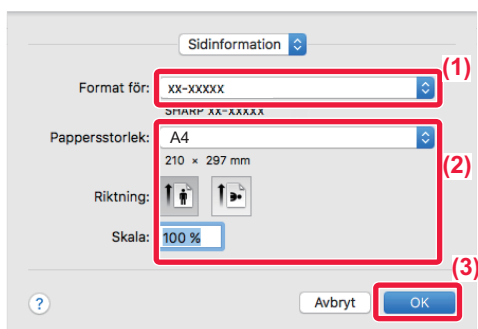 Sidinformation
(1)
Format för: xx-xxxxx
SHARP xx-xxxxx
Pappersstorlek: A4
210 × 297 mm
(2)
Riktning:
Skala: 100 %
(3)
? Avbryt OK